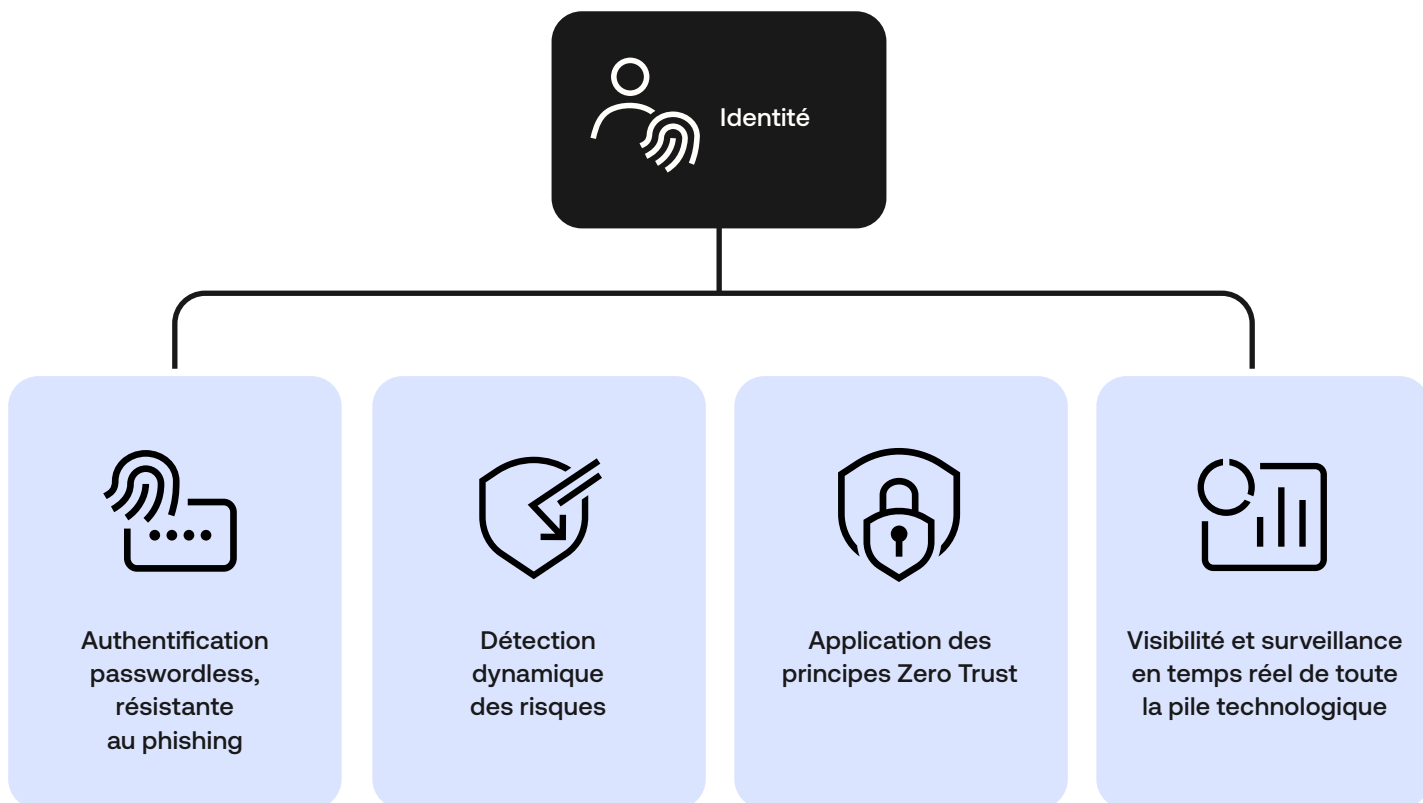 Identité
Authentification
passwordless,
résistante
au phishing
Détection
dynamique
des risques
Application des
principes Zero Trust
Visibilité et surveillance
en temps réel de toute
la pile technologique